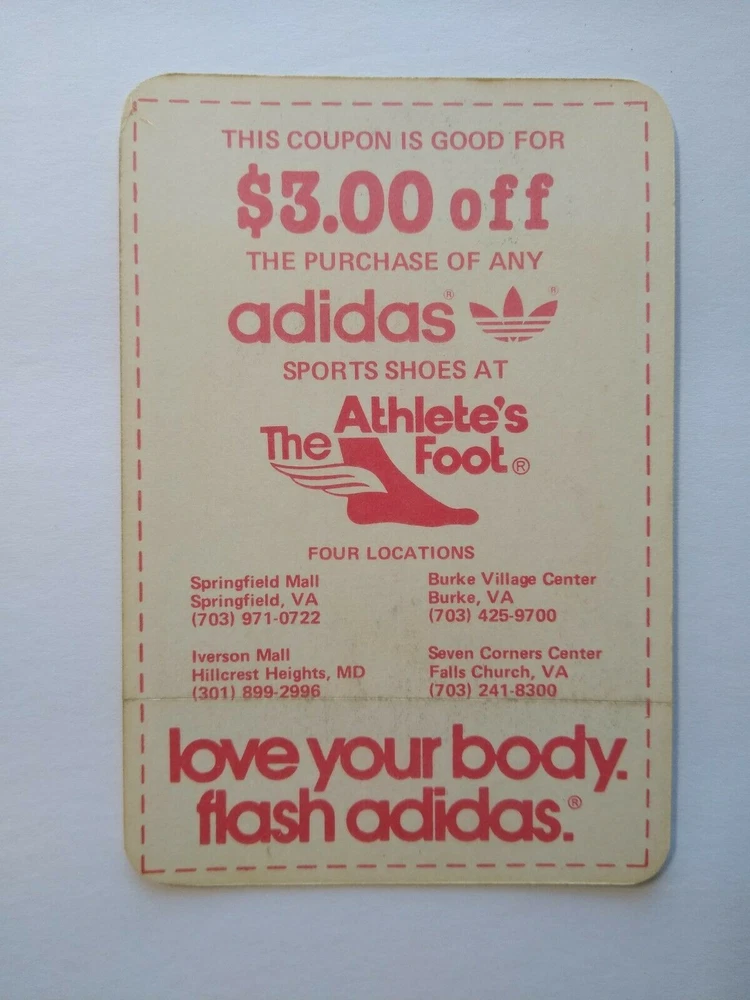 THIS COUPON IS GOOD FOR
$3.00 off
THE PURCHASE OF ANY
adidas® ®
SPORTS SHOES AT
The Athlete's
Foot®
FOUR LOCATIONS
Springfield Mall
Springfield, VA
(703) 971-0722
Burke Village Center
Burke, VA
(703) 425-9700
Iverson Mall
Hillcrest Heights, MD
(301) 899-2996
Seven Corners Center
Falls Church, VA
(703) 241-8300
love your body.
flash adidas.®